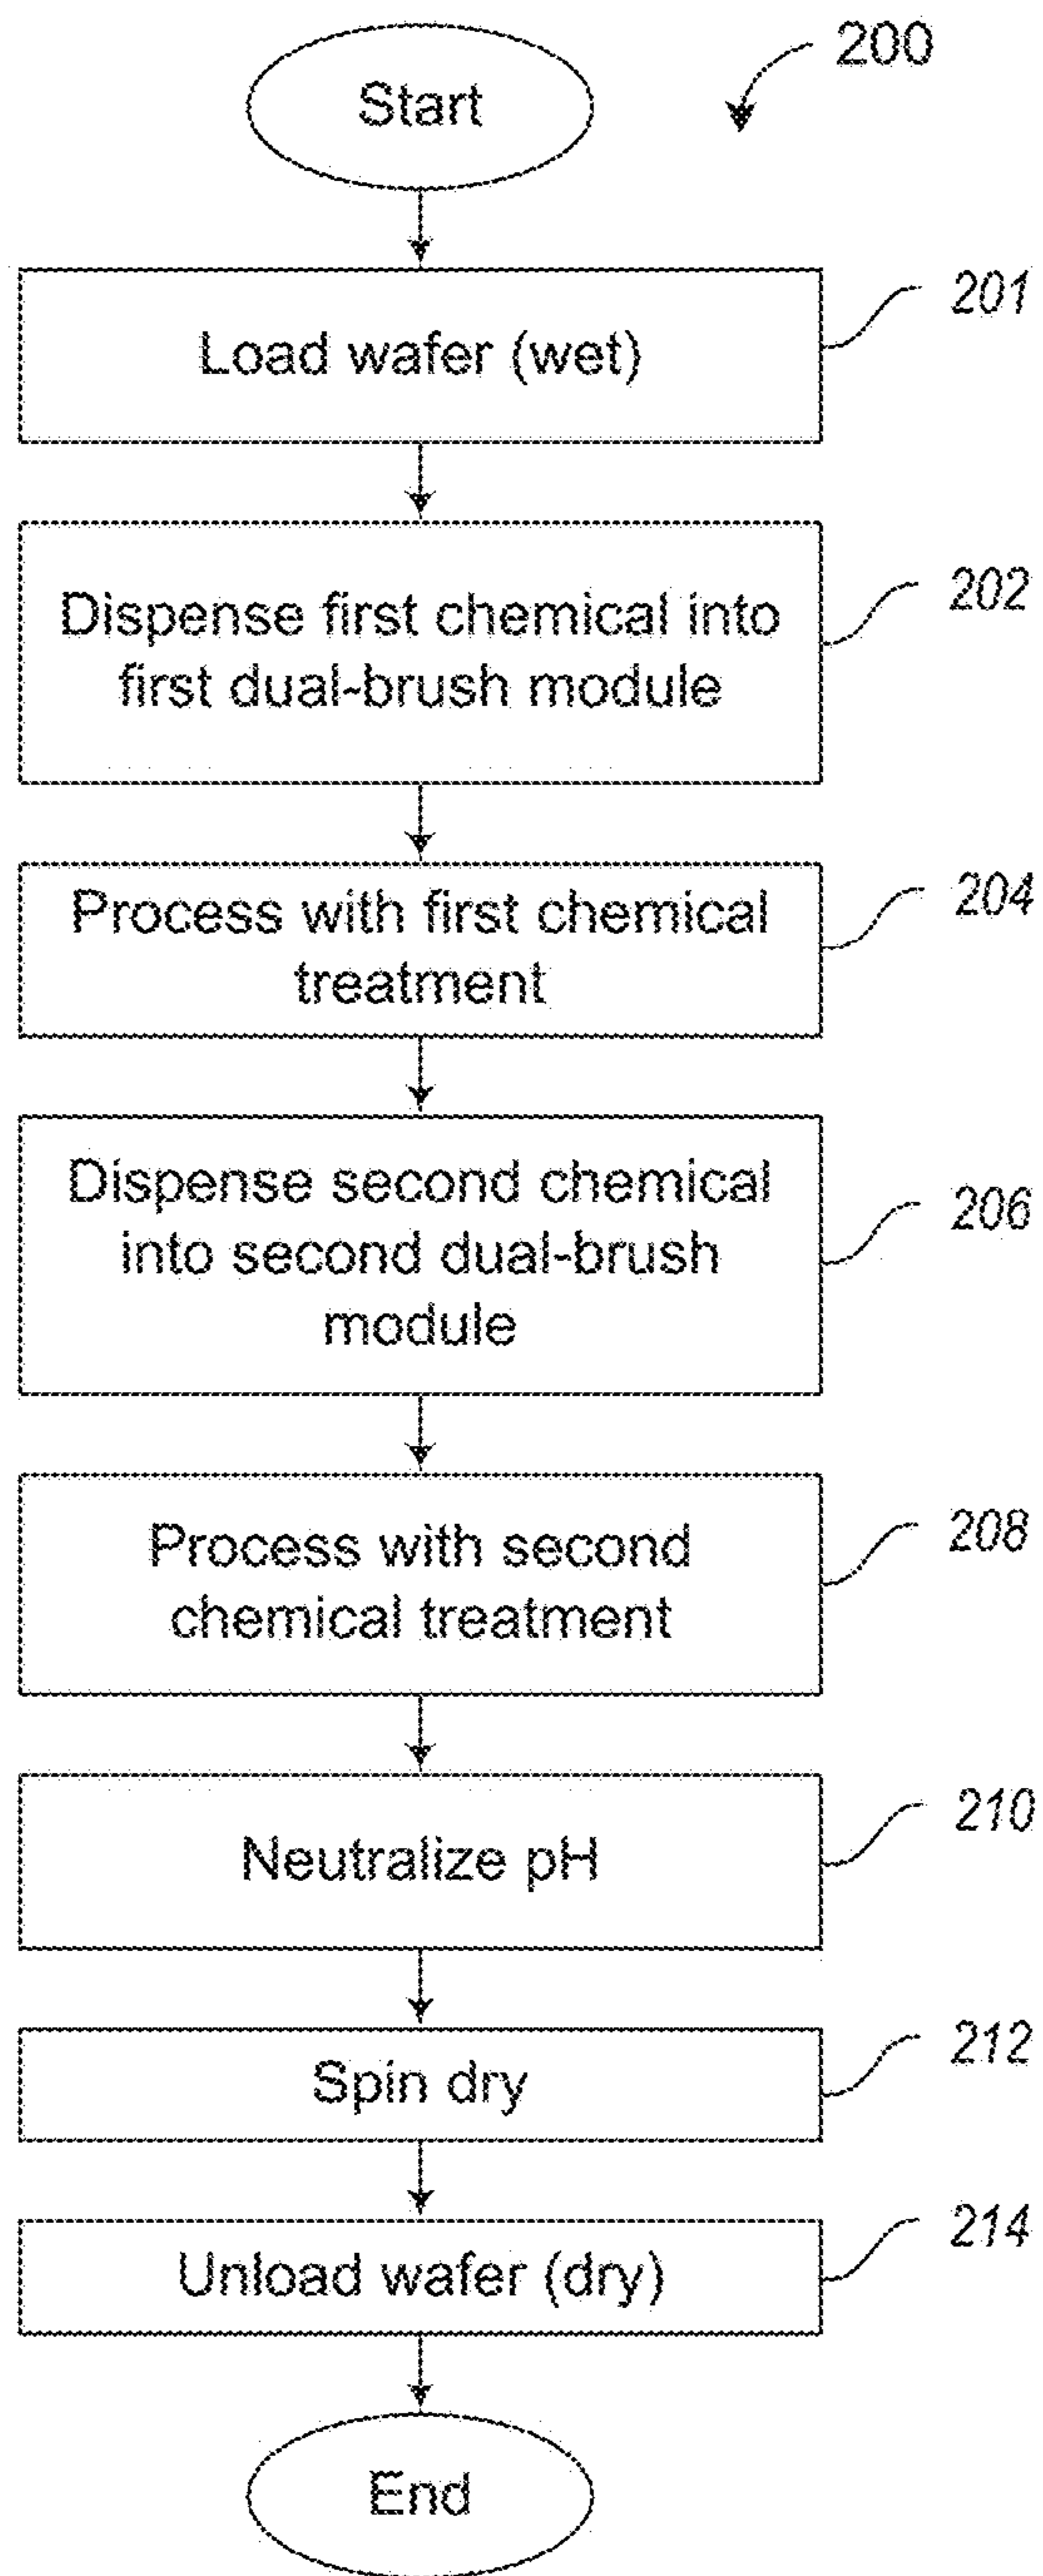 Start
200
Load wafer (wet)
201
Dispense first chemical into
first dual-brush module
202
Process with first chemical
treatment
204
Dispense second chemical
into second dual-brush
module
206
Process with second
chemical treatment
208
Neutralize pH
210
Spin dry
212
Unload wafer (dry)
214
End